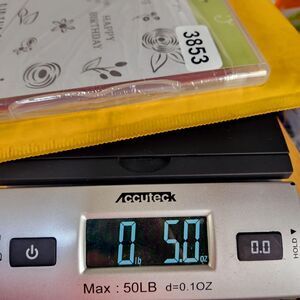 HAPPY
BIRTHDAY
3853
ACCUTECK
0 lb 5.0 oz
0.0
HOLD
Max : 50LB d=0.1OZ